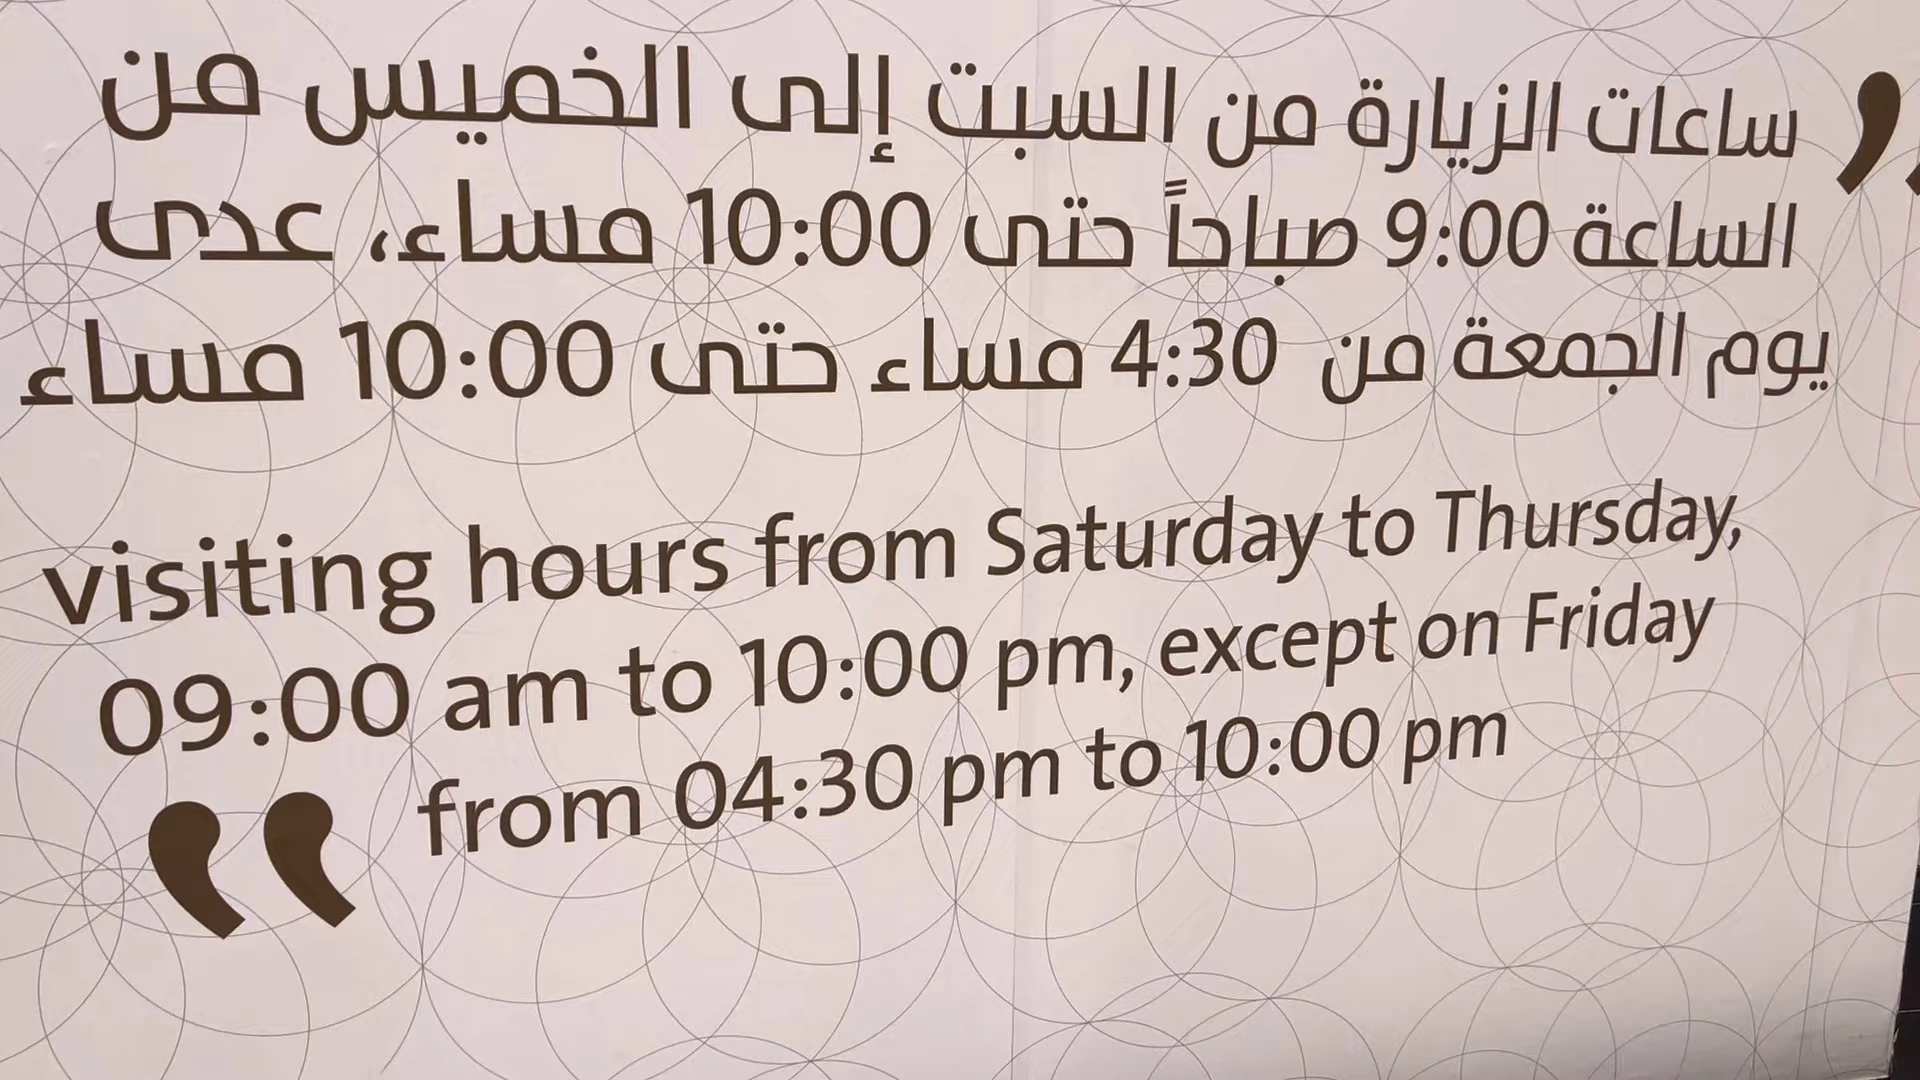 ساعات الزيارة من السبت إلى الخميس من
الساعة 9:00 صباحاً حتى 10:00 مساء، عدى
يوم الجمعة من 4:30 مساء حتى 10:00 مساء
visiting hours from Saturday to Thursday,
09:00 am to 10:00 pm, except on Friday
from 04:30 pm to 10:00 pm